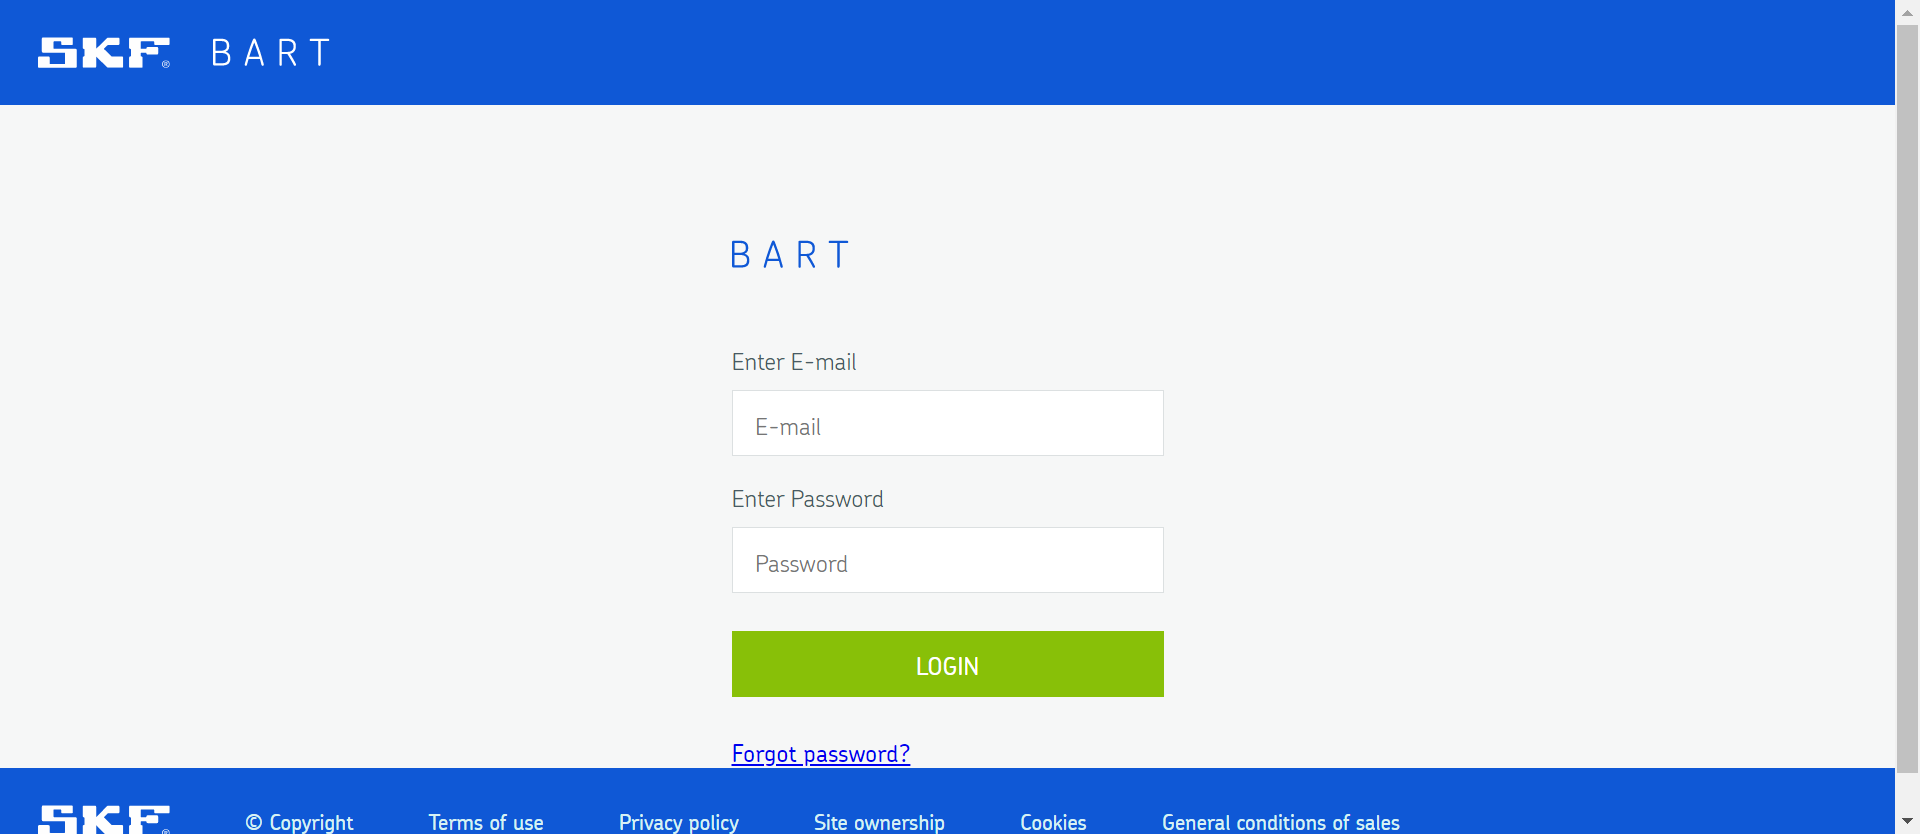 SKF® BART
BART
Enter E-mail
E-mail
Enter Password
Password
LOGIN
Forgot password?
SKF® © Copyright Terms of use Privacy policy Site ownership Cookies General conditions of sales